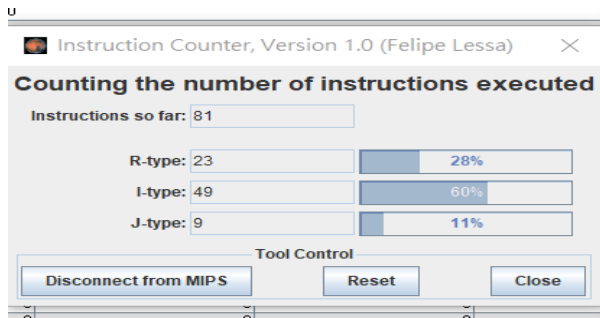 u
Instruction Counter, Version 1.0 (Felipe Lessa)
Counting the number of instructions executed
Instructions so far: 81
R-type: 23 28%
I-type: 49 60%
J-type: 9 11%
Tool Control
Disconnect from MIPS Reset Close